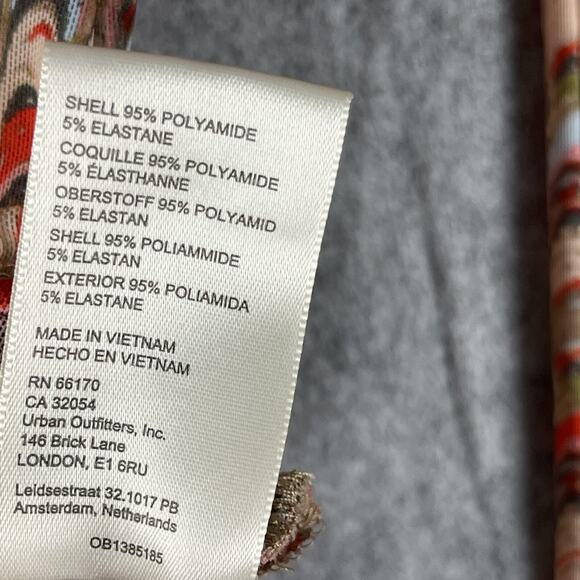 SHELL 95% POLYAMIDE
5% ELASTANE
COQUILLE 95% POLYAMIDE
5% ÉLASTHANNE
OBERSTOFF 95% POLYAMID
5% ELASTAN
SHELL 95% POLIAMMIDE
5% ELASTAN
EXTERIOR 95% POLIAMIDA
5% ELASTANE
MADE IN VIETNAM
HECHO EN VIETNAM
RN 66170
CA 32054
Urban Outfitters, Inc.
146 Brick Lane
LONDON, E1 6RU
Leidsestraat 32.1017 PB
Amsterdam, Netherlands
OB1385185